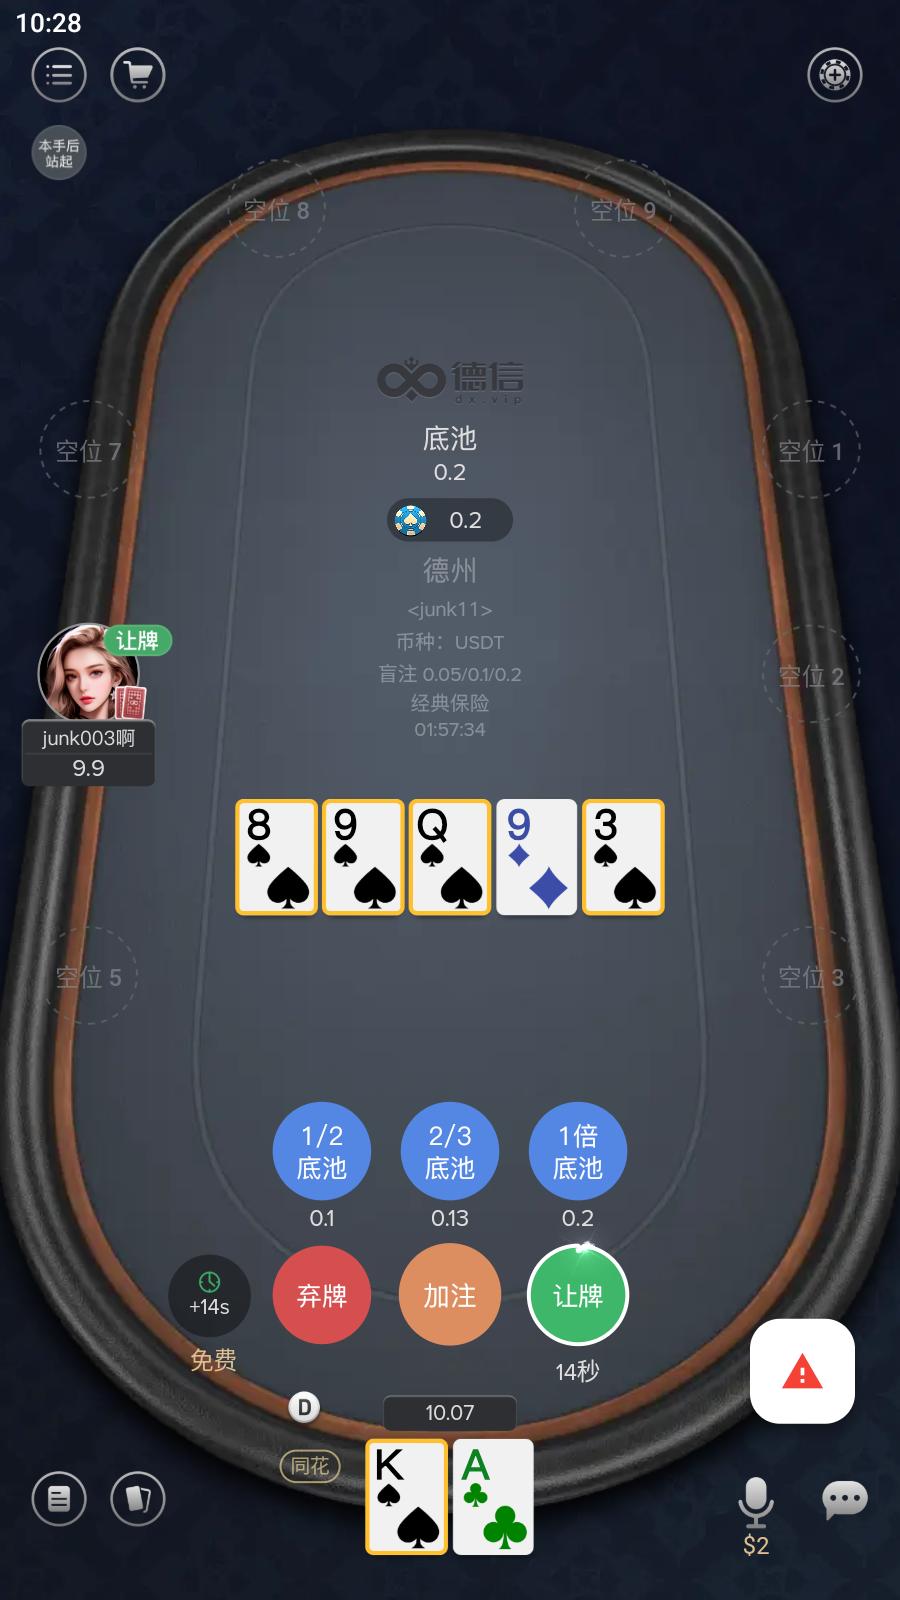 10:28
本手后
站起
空位 8
空位 9
德信
dx.vip
底池
0.2
空位 7
空位 1
0.2
德州
<junk11>
币种：USDT
让牌
盲注 0.05/0.1/0.2
空位 2
经典保险
01:57:34
junk003啊
9.9
8
9
Q
9
3
空位 5
空位 3
1/2
底池
2/3
底池
1倍
底池
0.1
0.13
0.2
+14s
弃牌
加注
让牌
免费
14秒
D
10.07
同花
K
A
$2